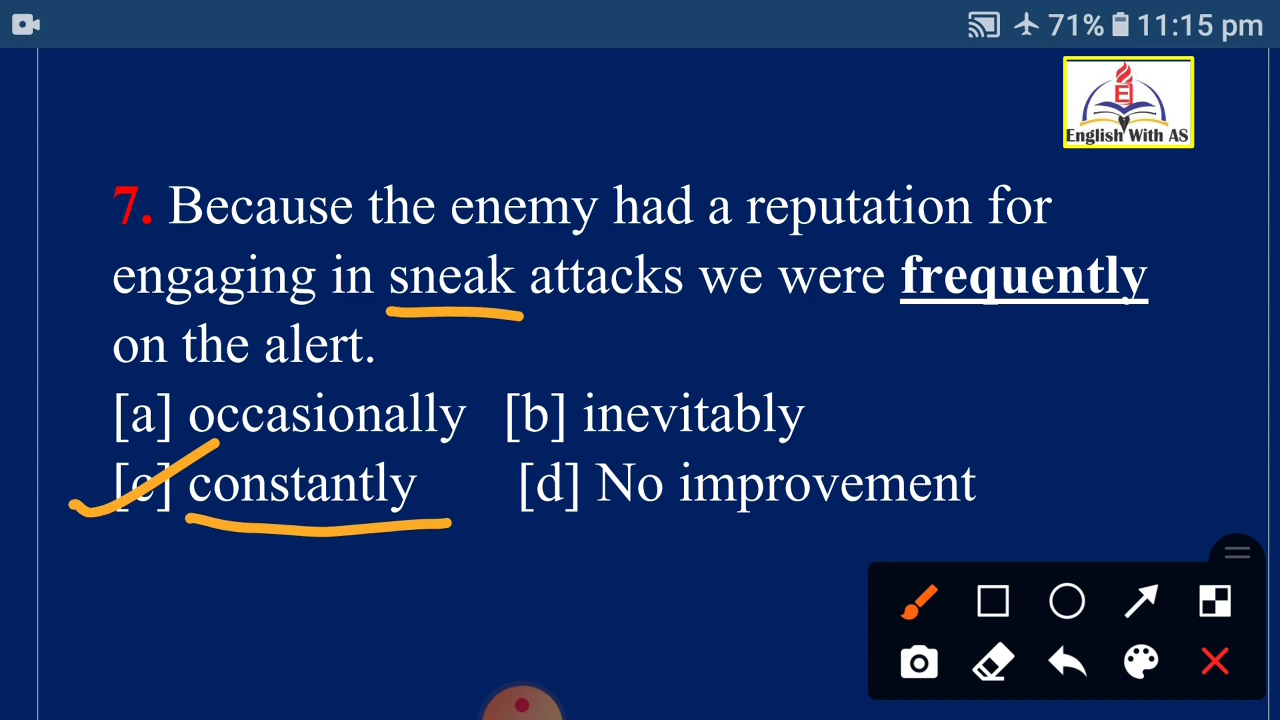 71% 11:15 pm
English With AS
7. Because the enemy had a reputation for
engaging in sneak attacks we were frequently
on the alert.
[a] occasionally [b] inevitably
[c] constantly [d] No improvement